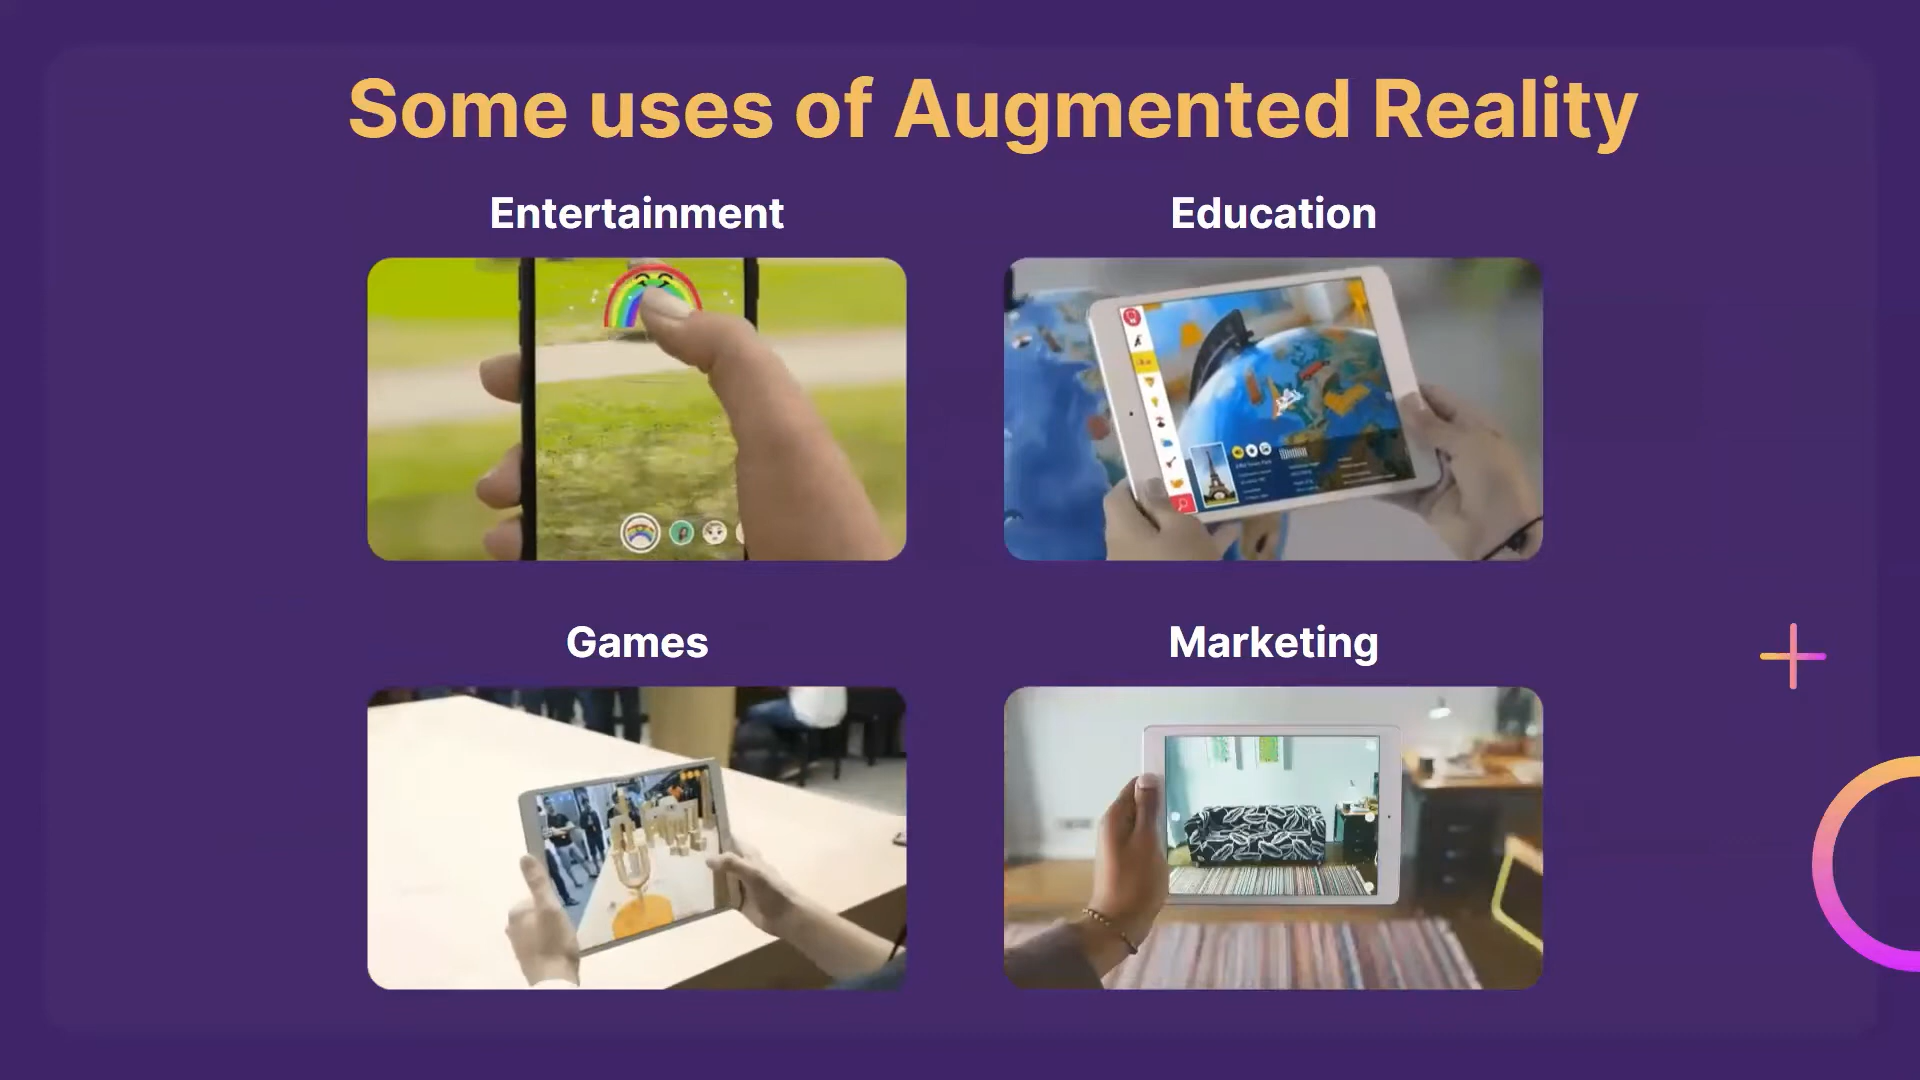 Some uses of Augmented Reality
Entertainment
Education
Games
Marketing